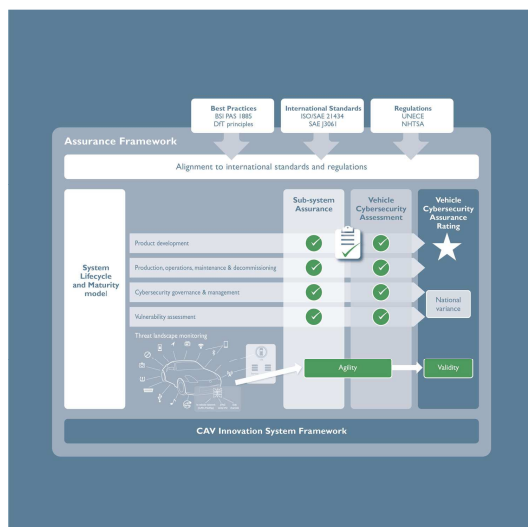 Best Practices
BSI PAS 1885
DfT principles
International Standards
ISO/SAE 21434
SAE J3061
Regulations
UNECE
NHTSA
Assurance Framework
Alignment to international standards and regulations
Sub-system
Assurance
Vehicle
Cybersecurity
Assessment
Vehicle
Cybersecurity
Assurance
Rating
System
Lifecycle
and Maturity
model
Product development
Production, operations, maintenance & decommissioning
Cybersecurity governance & management
Vulnerability assessment
National
variance
Threat landscape monitoring
Agility
Validity
CAV Innovation System Framework